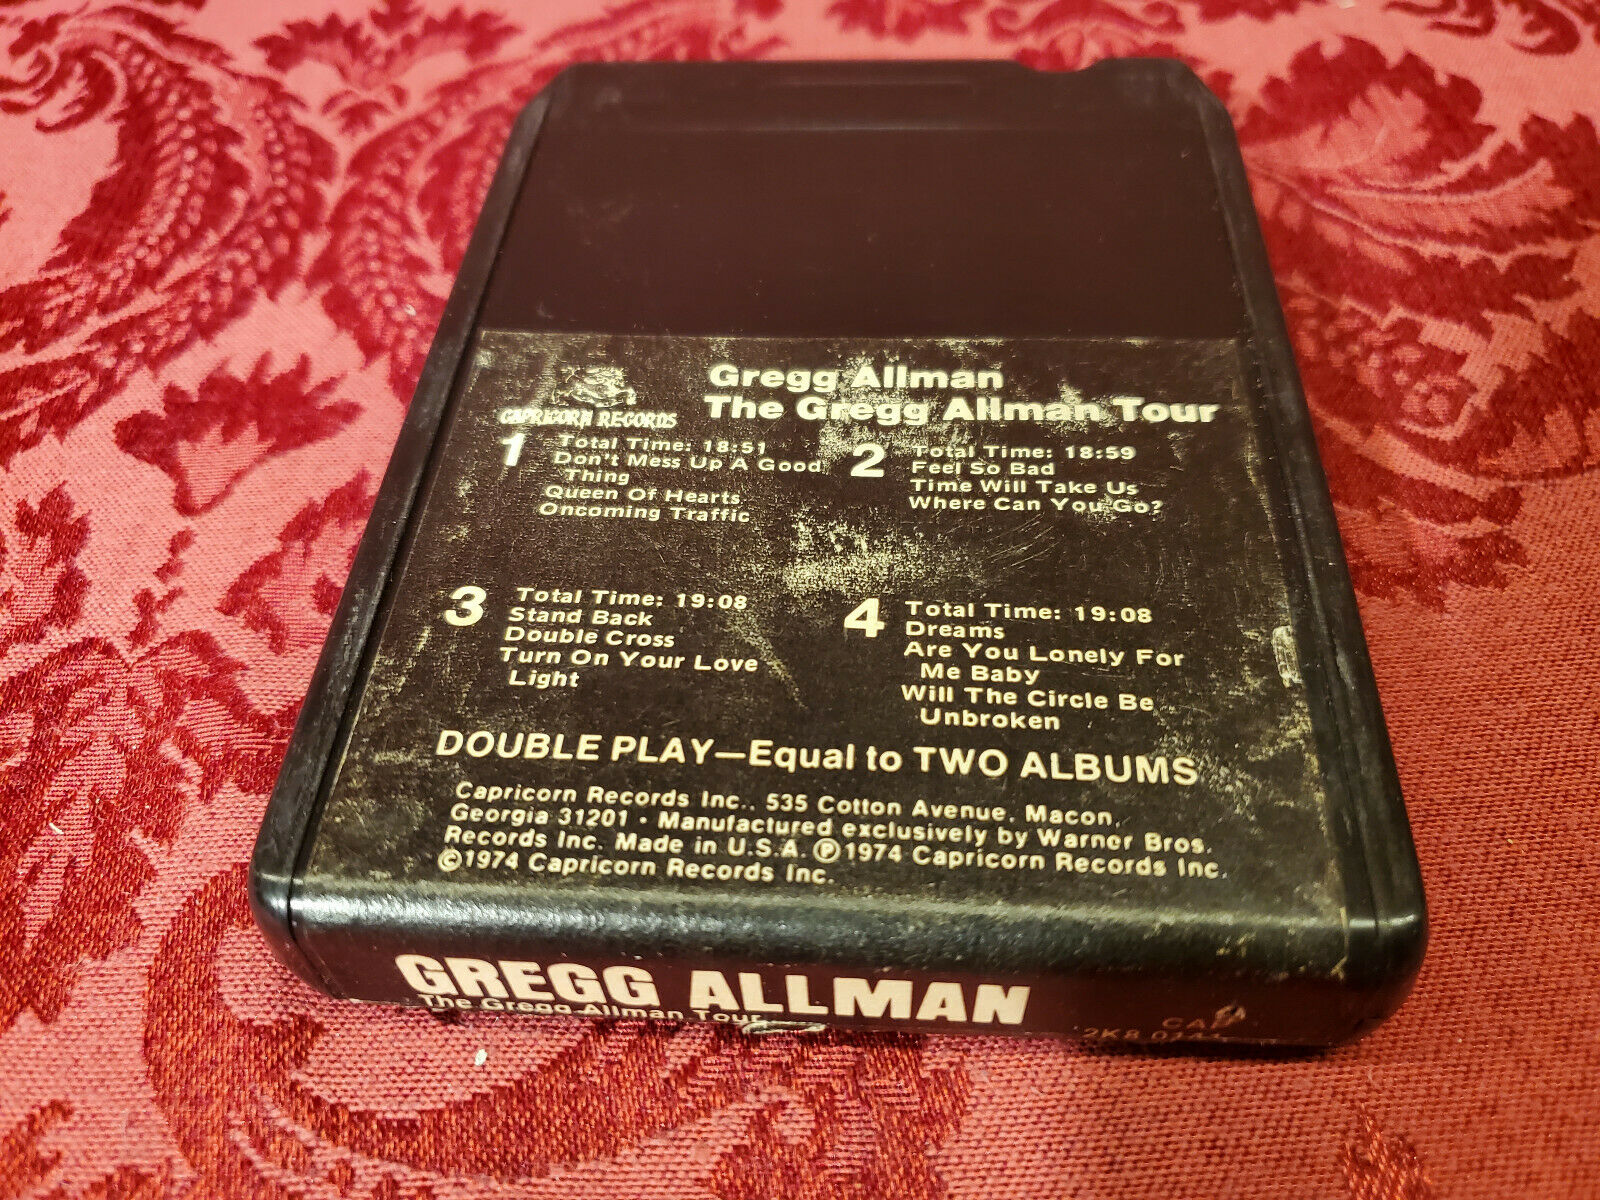 CAPRICORN RECORDS
Gregg Allman
The Gregg Allman Tour
1
Total Time: 18:51
Don't Mess Up A Good
Thing
Queen Of Hearts
Oncoming Traffic
2
Total Time: 18:59
Feel So Bad
Time Will Take Us
Where Can You Go?
3
Total Time: 19:08
Stand Back
Double Cross
Turn On Your Love
Light
4
Total Time: 19:08
Dreams
Are You Lonely For
Me Baby
Will The Circle Be
Unbroken
DOUBLE PLAY—Equal to TWO ALBUMS
Capricorn Records Inc., 535 Cotton Avenue, Macon,
Georgia 31201 • Manufactured exclusively by Warner Bros.
Records Inc. Made in U.S.A. ℗1974 Capricorn Records Inc.
©1974 Capricorn Records Inc.
GREGG ALLMAN
The Gregg Allman Tour
2K8